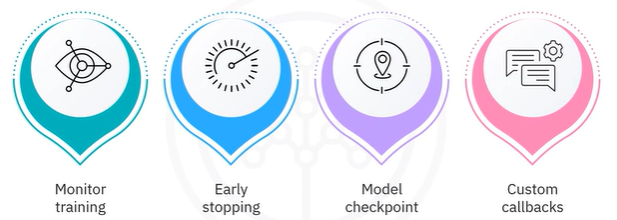 Monitor
training
Early
stopping
Model
checkpoint
Custom
callbacks